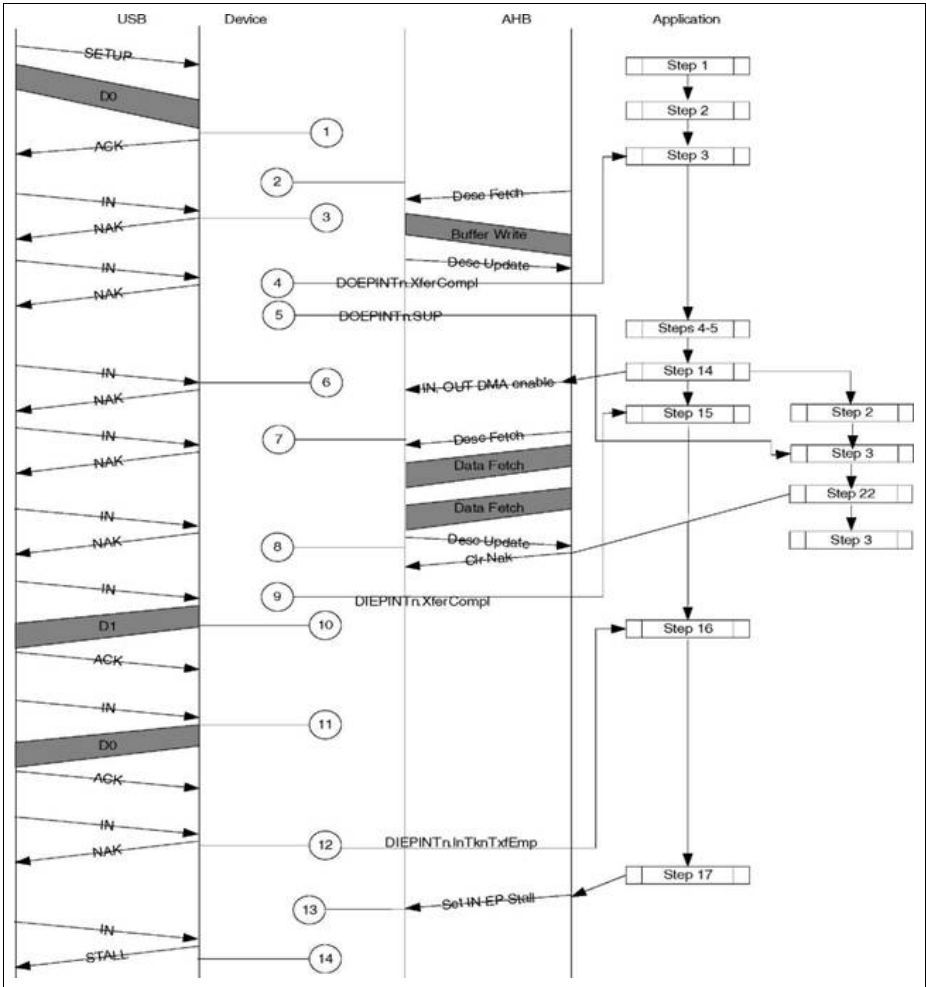 USB Device AHB Application
SETUP
Step 1
D0
Step 2
1
ACK
Step 3
2
IN
Desc Fetch
3
NAK
Buffer Write
IN
Desc Update
4
DOEPINTn.XferCompl
NAK
5
DOEPINTn.SUP
Steps 4-5
IN
6
IN, OUT DMA enable
Step 14
NAK
Step 15
Step 2
IN
7
Desc Fetch
Step 3
NAK
Data Fetch
Step 22
Data Fetch
IN
Step 3
NAK
8
Desc Update
Clr Nak
IN
9
DIEPINTn.XferCompl
D1
10
Step 16
ACK
IN
11
D0
ACK
IN
12
DIEPINTn.InTknTxfEmp
NAK
Step 17
13
Set IN EP Stall
IN
STALL
14